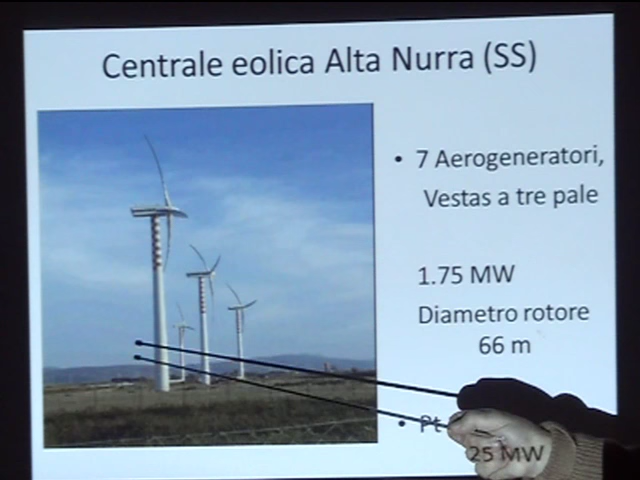 Centrale eolica Alta Nurra (SS)
• 7 Aerogeneratori,
Vestas a tre pale
1.75 MW
Diametro rotore
66 m
• Pt
25 MW